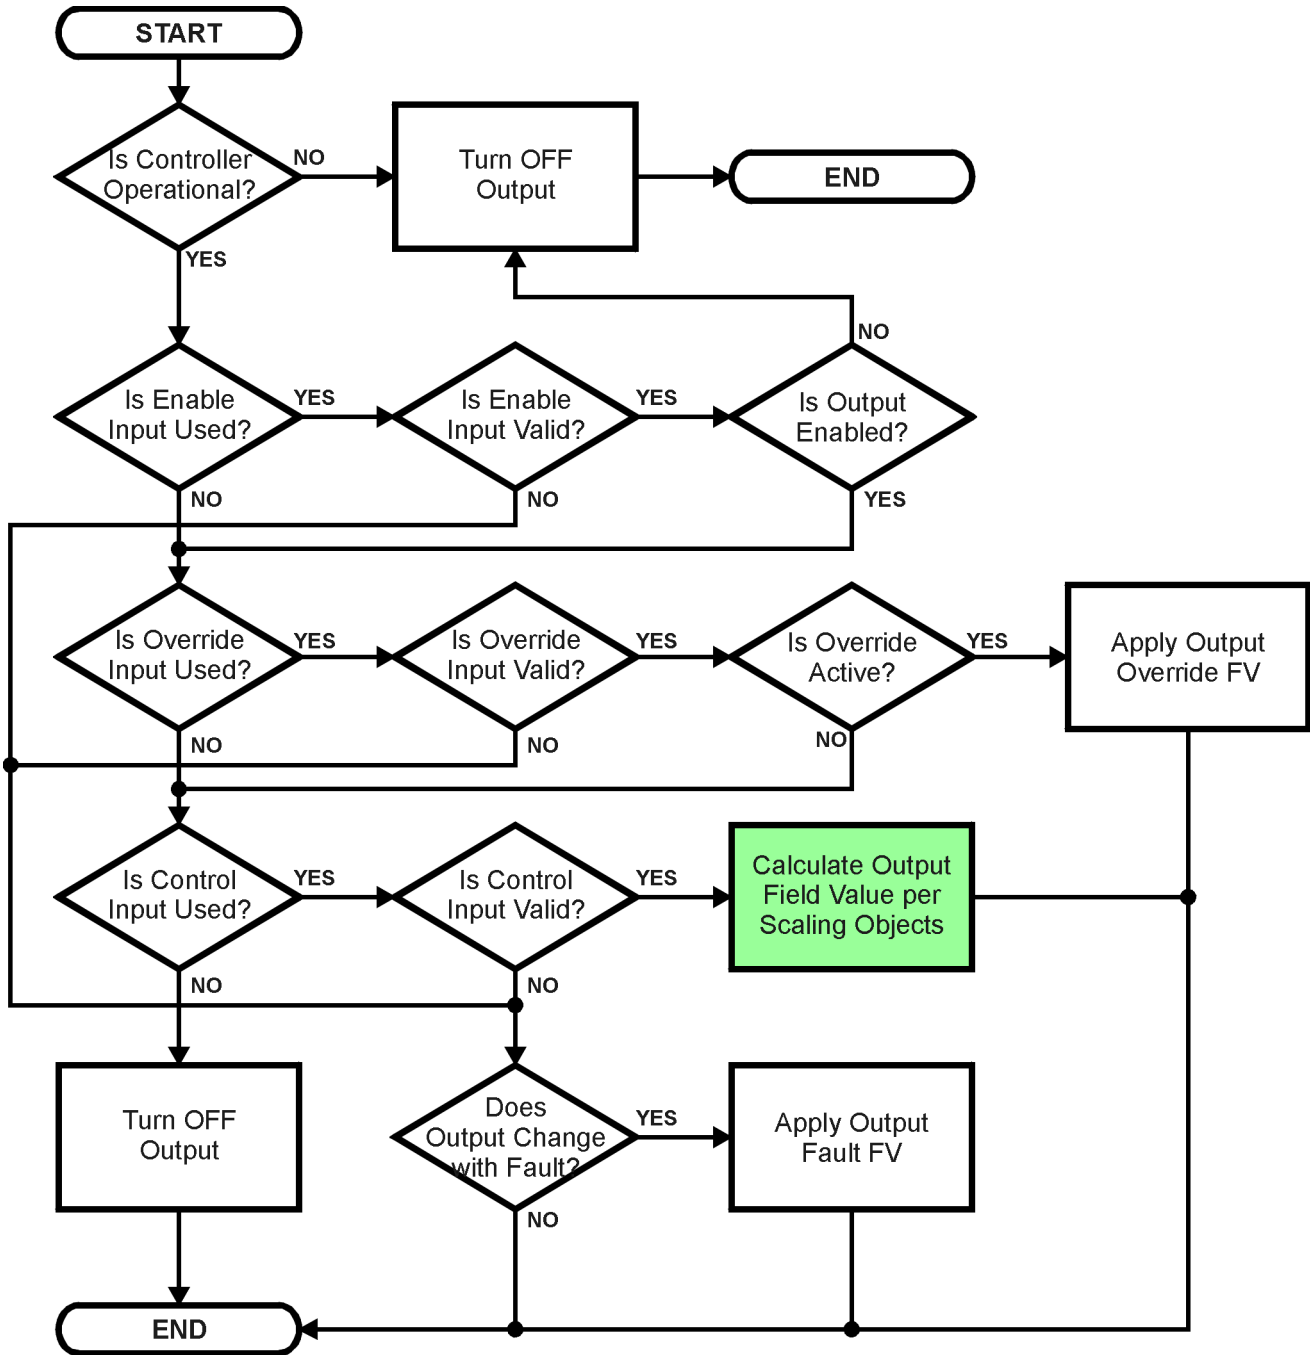 START
Is Controller
Operational?
NO
Turn OFF
Output
END
YES
NO
Is Enable
Input Used?
YES
Is Enable
Input Valid?
YES
Is Output
Enabled?
NO
NO
YES
Is Override
Input Used?
YES
Is Override
Input Valid?
YES
Is Override
Active?
YES
Apply Output
Override FV
NO
NO
NO
Is Control
Input Used?
YES
Is Control
Input Valid?
YES
Calculate Output
Field Value per
Scaling Objects
NO
NO
Turn OFF
Output
Does
Output Change
with Fault?
YES
Apply Output
Fault FV
NO
END